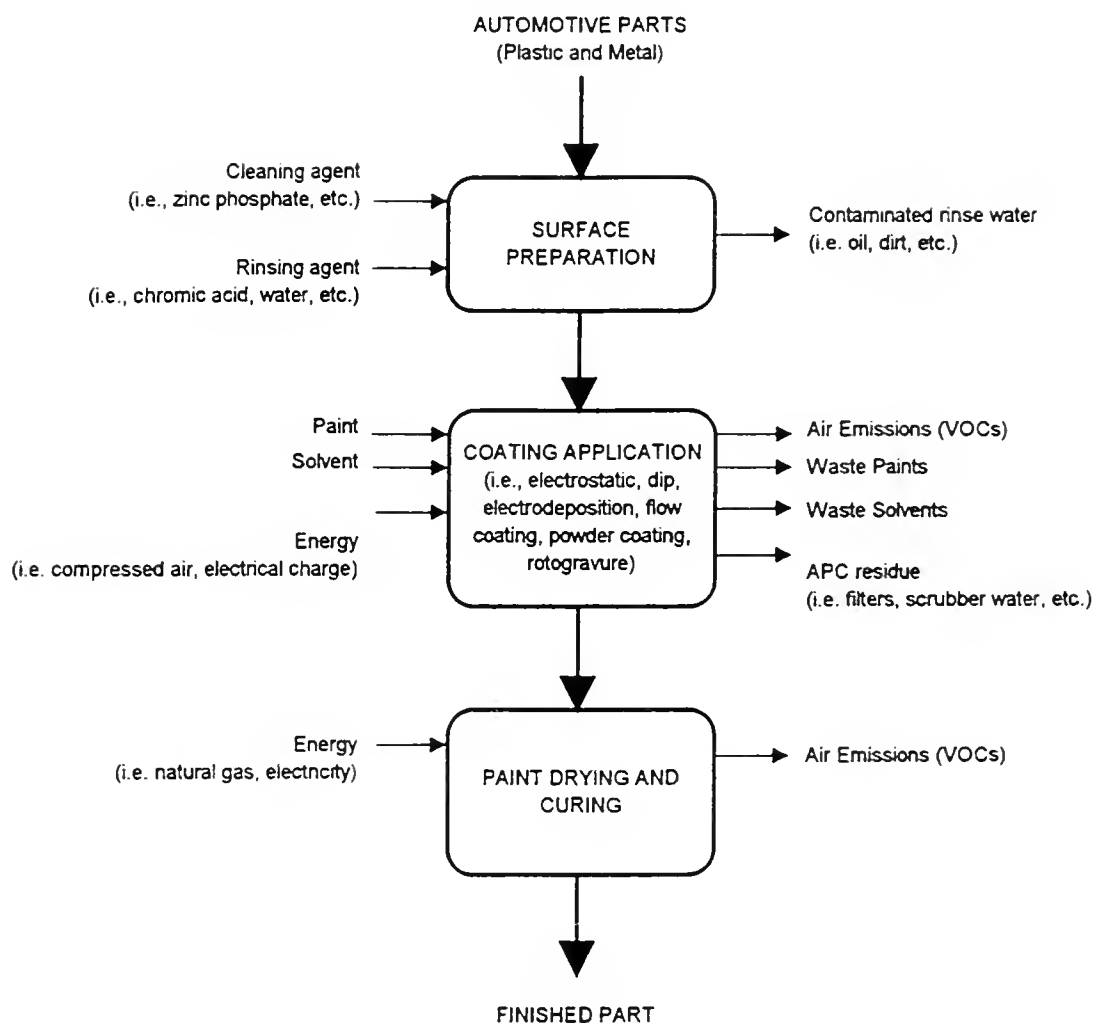 AUTOMOTIVE PARTS
(Plastic and Metal)
Cleaning agent
(i.e., zinc phosphate, etc.)
Rinsing agent
(i.e., chromic acid, water, etc.)
SURFACE
PREPARATION
Contaminated rinse water
(i.e. oil, dirt, etc.)
Paint
Solvent
Energy
(i.e. compressed air, electrical charge)
COATING APPLICATION
(i.e., electrostatic, dip,
electrodeposition, flow
coating, powder coating,
rotogravure)
Air Emissions (VOCs)
Waste Paints
Waste Solvents
APC residue
(i.e. filters, scrubber water, etc.)
Energy
(i.e. natural gas, electricity)
PAINT DRYING AND
CURING
Air Emissions (VOCs)
FINISHED PART